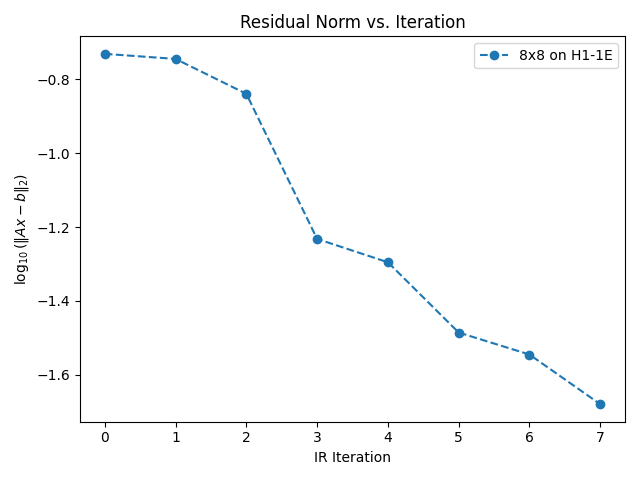 Residual Norm vs. Iteration
8x8 on H1-1E
−0.8
−1.0
−1.2
−1.4
−1.6
log₁₀(‖Ax − b‖₂)
0 1 2 3 4 5 6 7
IR Iteration